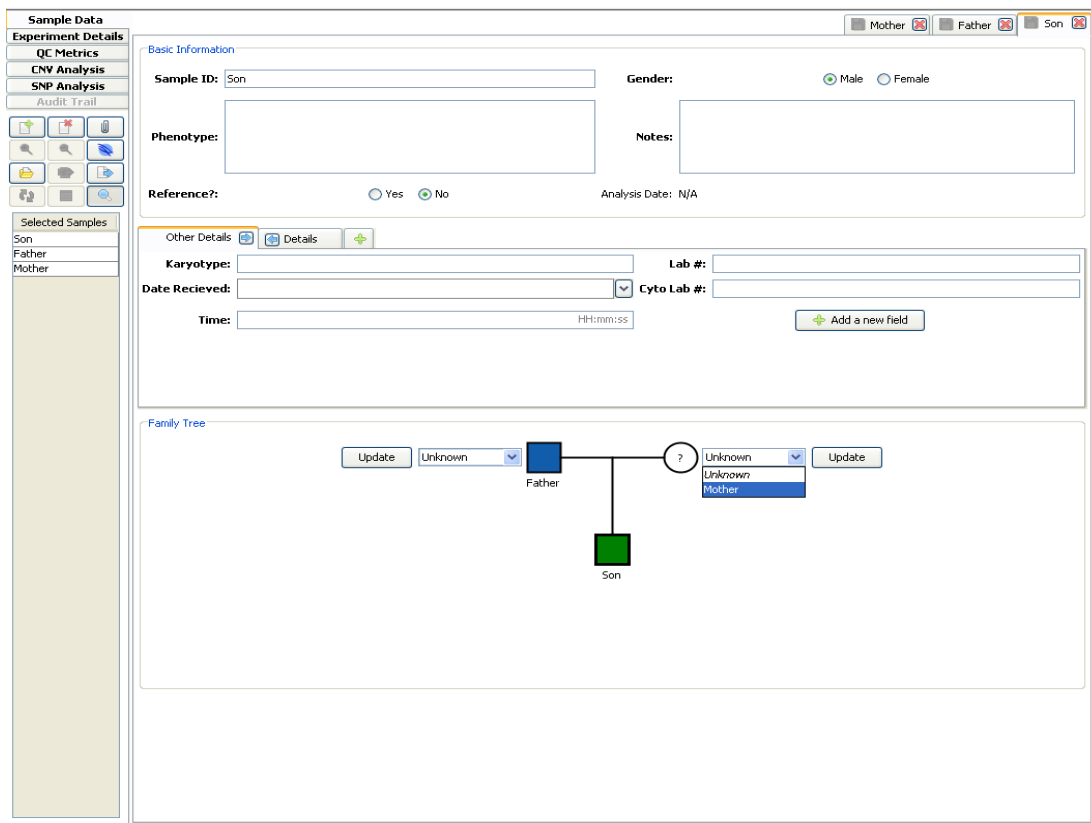 Sample Data
Experiment Details
QC Metrics
CNV Analysis
SNP Analysis
Audit Trail
Selected Samples
Son
Father
Mother
Mother
Father
Son
Basic Information
Sample ID: Son
Gender: Male Female
Phenotype:
Notes:
Reference?: Yes No
Analysis Date: N/A
Other Details
Details
Karyotype:
Lab #:
Date Recieved:
Cyto Lab #:
Time: HH:mm:ss
Add a new field
Family Tree
Update Unknown
? Unknown Update
Father
Unknown
Mother
Son